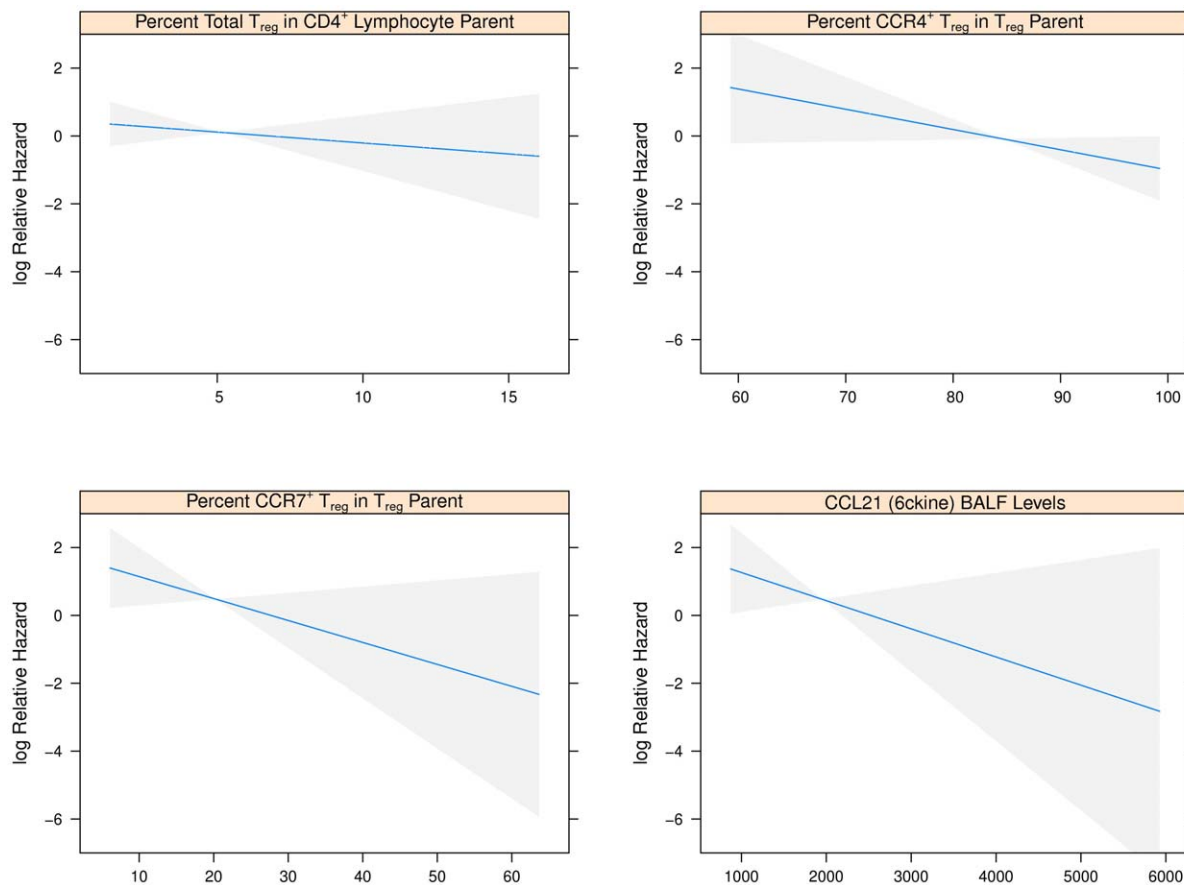 Percent Total Treg in CD4⁺ Lymphocyte Parent
log Relative Hazard
2
0
−2
−4
−6
5 10 15
Percent CCR4⁺ Treg in Treg Parent
log Relative Hazard
2
0
−2
−4
−6
60 70 80 90 100
Percent CCR7⁺ Treg in Treg Parent
log Relative Hazard
2
0
−2
−4
−6
10 20 30 40 50 60
CCL21 (6ckine) BALF Levels
log Relative Hazard
2
0
−2
−4
−6
1000 2000 3000 4000 5000 6000